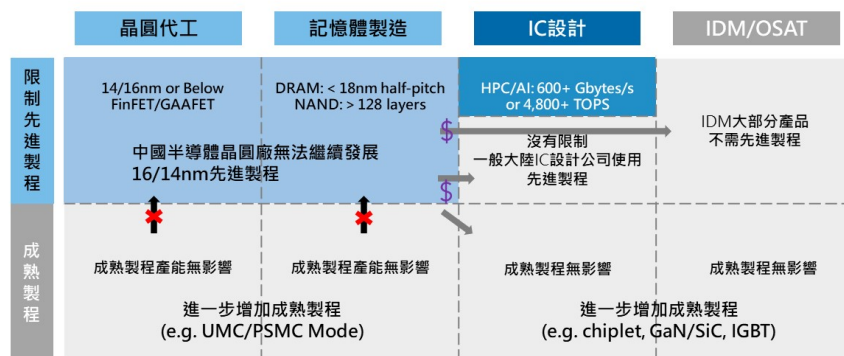 晶圓代工
記憶體製造
IC設計
IDM/OSAT
限制先進製程
14/16nm or Below
FinFET/GAAFET
DRAM: < 18nm half-pitch
NAND: > 128 layers
HPC/AI: 600+ Gbytes/s
or 4,800+ TOPS
IDM大部分產品
不需先進製程
$
沒有限制
一般大陸IC設計公司使用
先進製程
中國半導體晶圓廠無法繼續發展
16/14nm先進製程
$
成熟製程
成熟製程產能無影響
成熟製程產能無影響
成熟製程無影響
成熟製程無影響
進一步增加成熟製程
(e.g. UMC/PSMC Mode)
進一步增加成熟製程
(e.g. chiplet, GaN/SiC, IGBT)